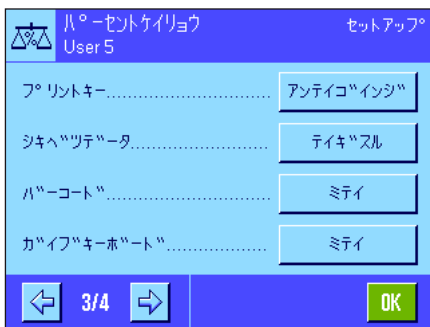 パーセントケイリョウ セットアップ
User 5
プリントキー........................... アンテイゴインジ
シキベツデータ....................... テイギズル
バーコード............................ ミテイ
ガイブキーボード.................. ミテイ
3/4 OK